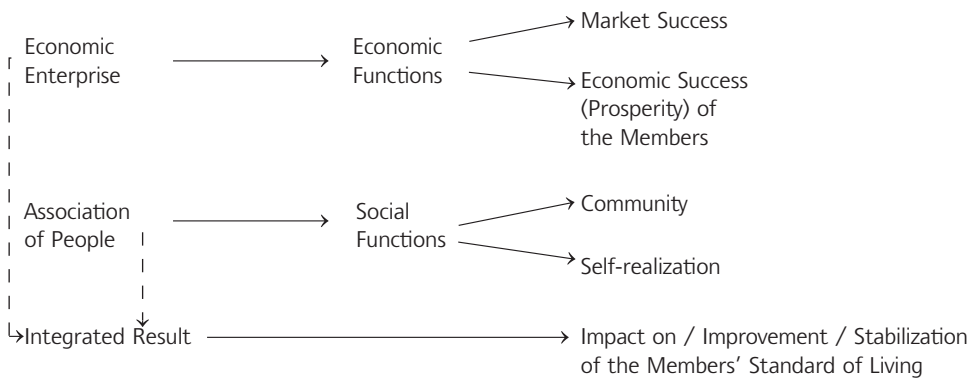 Market Success
Economic
Enterprise
Economic
Functions
Economic Success
(Prosperity) of
the Members
Association
of People
Social
Functions
Community
Self-realization
Integrated Result
Impact on / Improvement / Stabilization
of the Members’ Standard of Living